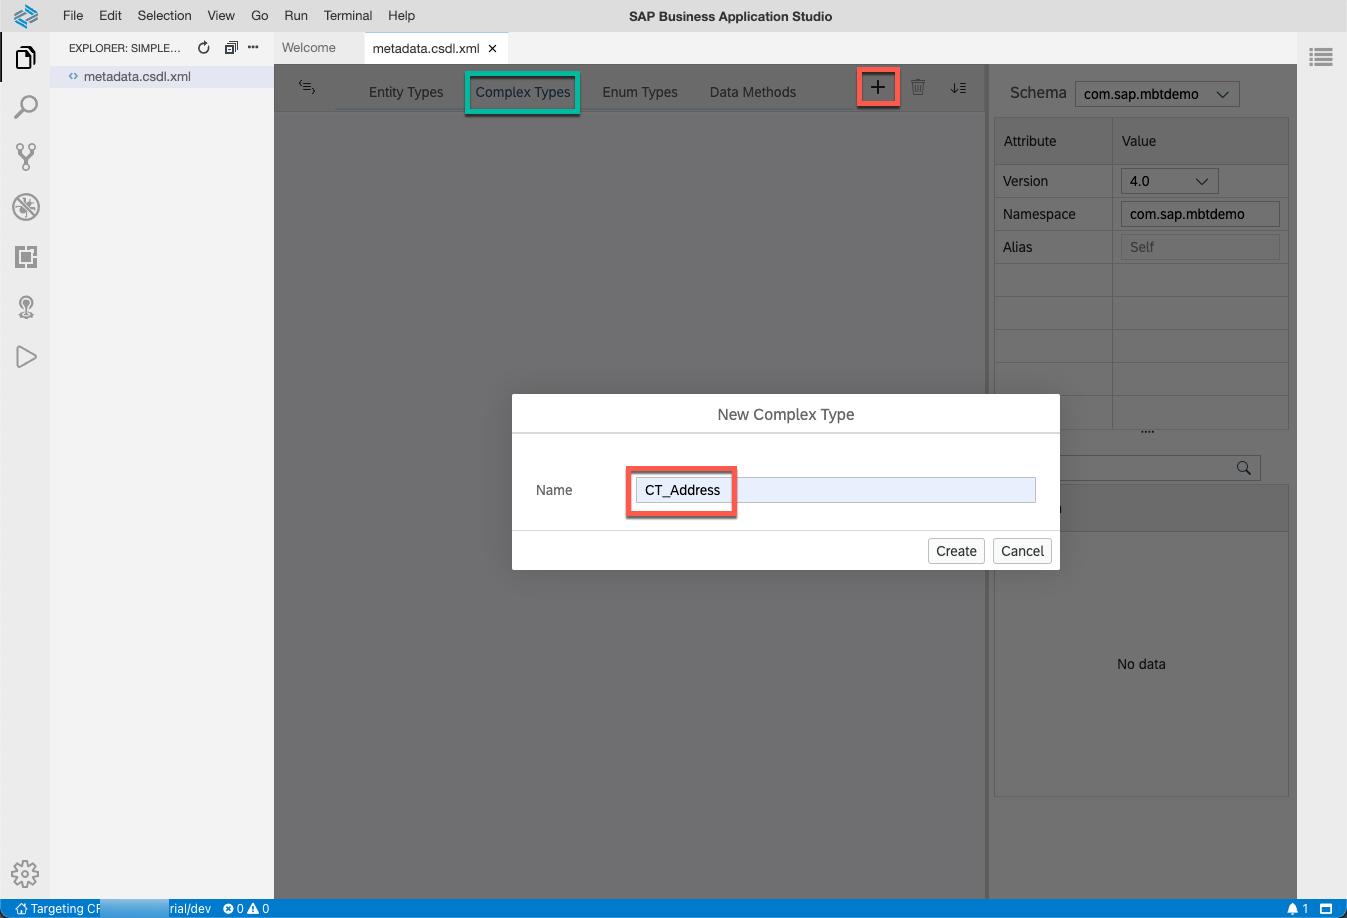 File Edit Selection View Go Run Terminal Help SAP Business Application Studio
EXPLORER: SIMPLE... Welcome metadata.csdl.xml
metadata.csdl.xml
Entity Types Complex Types Enum Types Data Methods
Schema com.sap.mbtdemo
Attribute Value
Version 4.0
Namespace com.sap.mbtdemo
Alias Self
New Complex Type
Name CT_Address
Create Cancel
No data
Targeting CF rial/dev 0 0 1